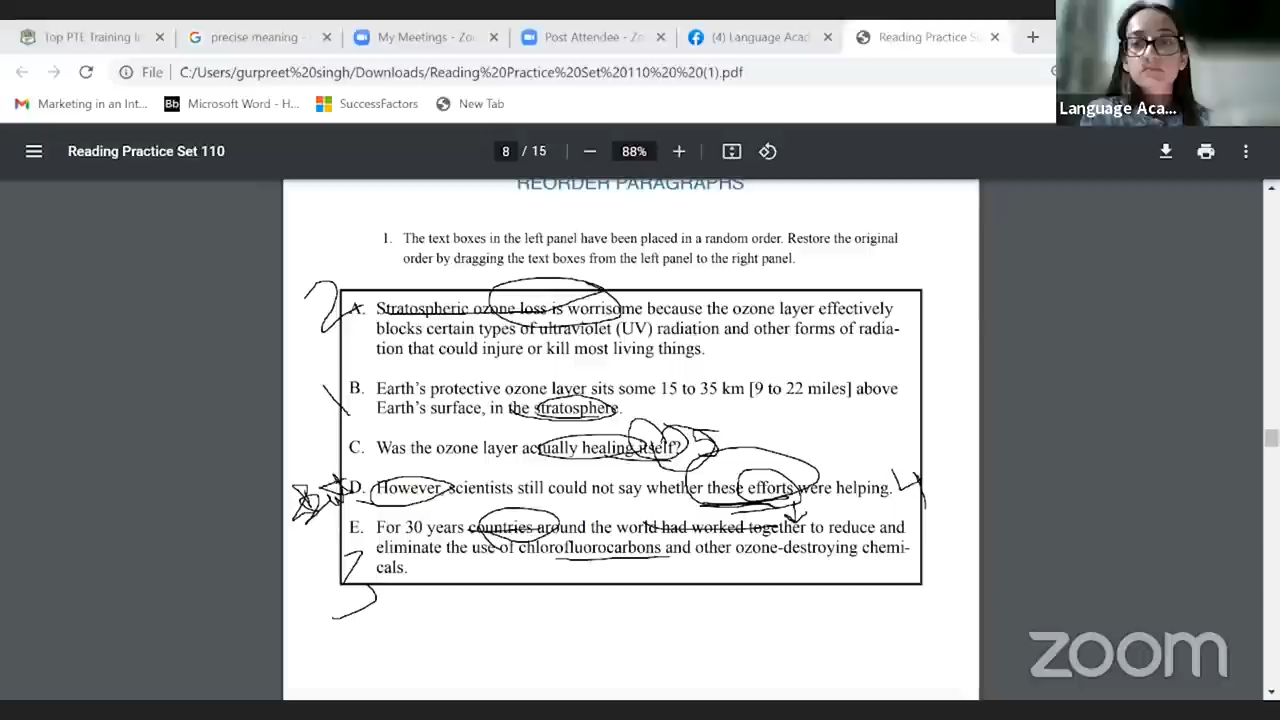 Top PTE Training In
precise meaning -
My Meetings - Zo
Post Attendee - Zo
(4) Language Acad
Reading Practice S
File
C:/Users/gurpreet%20singh/Downloads/Reading%20Practice%20Set%20110%20%20(1).pdf
Language Aca...
Marketing in an Int...
Bb Microsoft Word - H...
SuccessFactors
New Tab
Reading Practice Set 110
8 / 15
88%
REORDER PARAGRAPHS
1. The text boxes in the left panel have been placed in a random order. Restore the original
order by dragging the text boxes from the left panel to the right panel.
2
A. Stratospheric ozone loss is worrisome because the ozone layer effectively
blocks certain types of ultraviolet (UV) radiation and other forms of radia-
tion that could injure or kill most living things.
1
B. Earth's protective ozone layer sits some 15 to 35 km [9 to 22 miles] above
Earth's surface, in the stratosphere.
C. Was the ozone layer actually healing itself? 5
D. However, scientists still could not say whether these efforts were helping. 4
E. For 30 years countries around the world had worked together to reduce and
eliminate the use of chlorofluorocarbons and other ozone-destroying chemi-
cals.
3
zoom